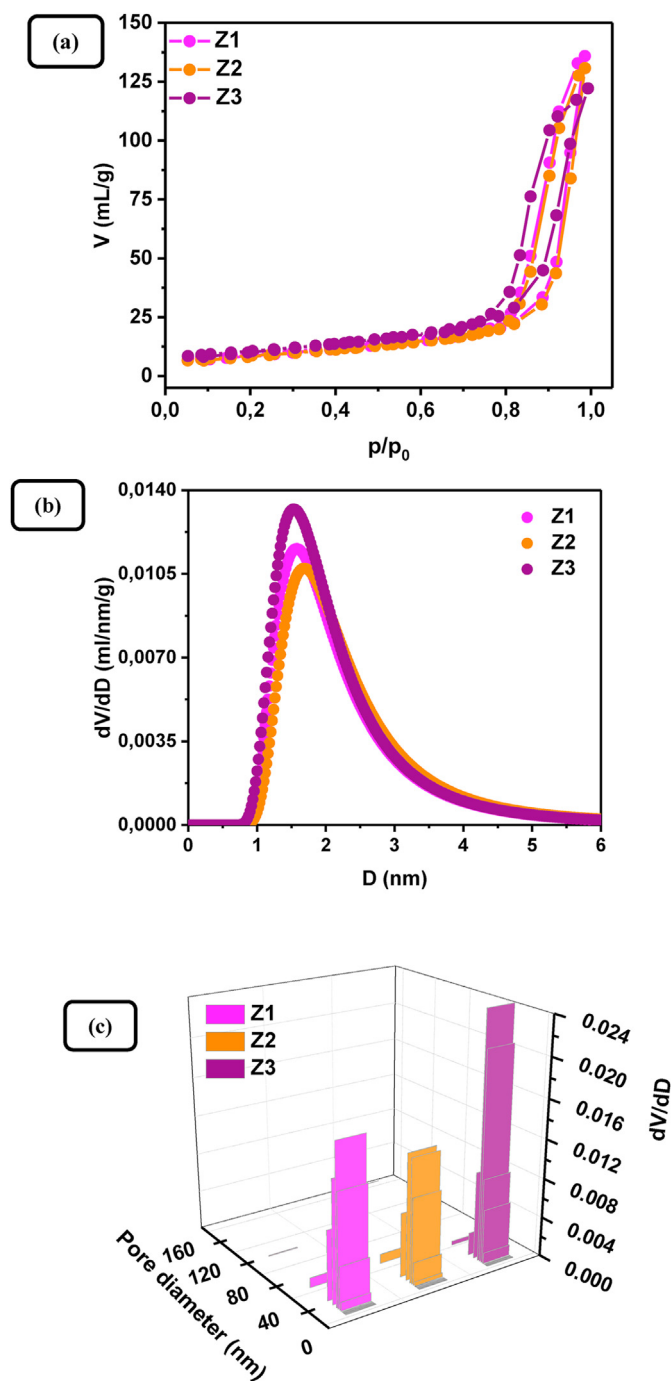 (a)
Z1
Z2
Z3
150
125
100
75
50
25
0
V (mL/g)
0,0 0,2 0,4 0,6 0,8 1,0
p/p₀
(b)
Z1
Z2
Z3
0,0140
0,0105
0,0070
0,0035
0,0000
dV/dD (ml/nm/g)
0 1 2 3 4 5 6
D (nm)
(c)
Z1
Z2
Z3
0.024
0.020
0.016
0.012
0.008
0.004
0.000
dV/dD
160
120
80
40
0
Pore diameter (nm)